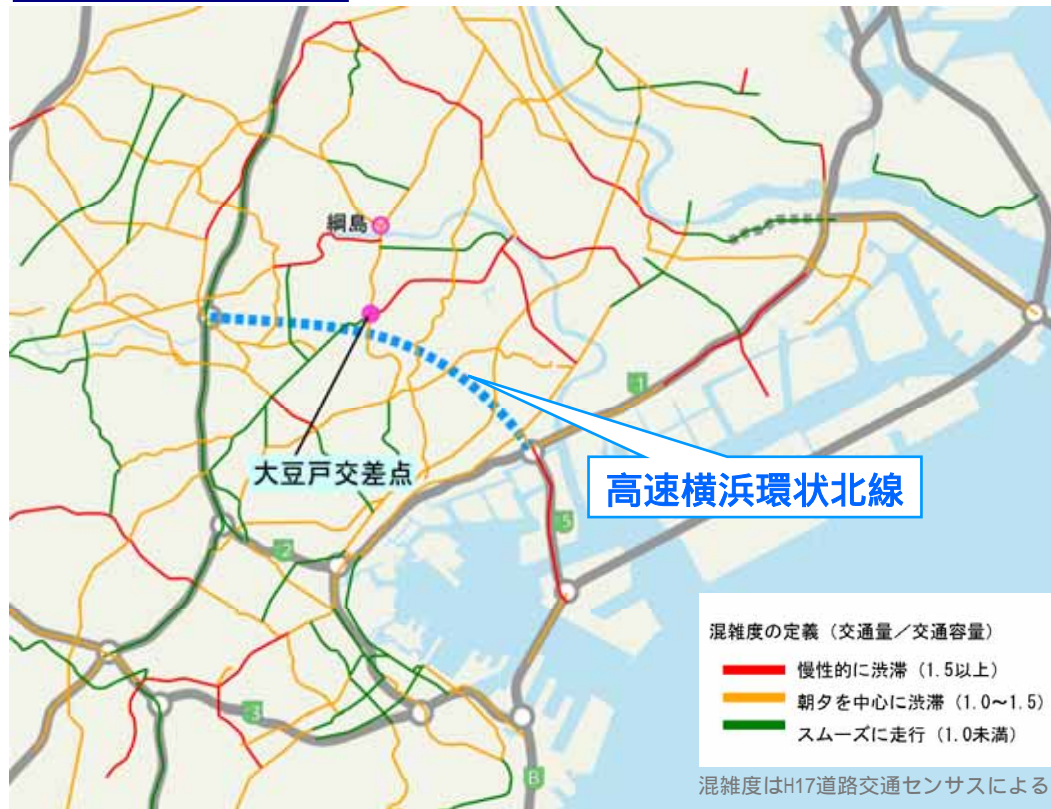 綱島
1
大豆戸交差点
高速横浜環状北線
5
2
混雑度の定義（交通量／交通容量）
慢性的に渋滞（1.5以上）
朝夕を中心に渋滞（1.0～1.5）
3
スムーズに走行（1.0未満）
B
混雑度はH17道路交通センサスによる